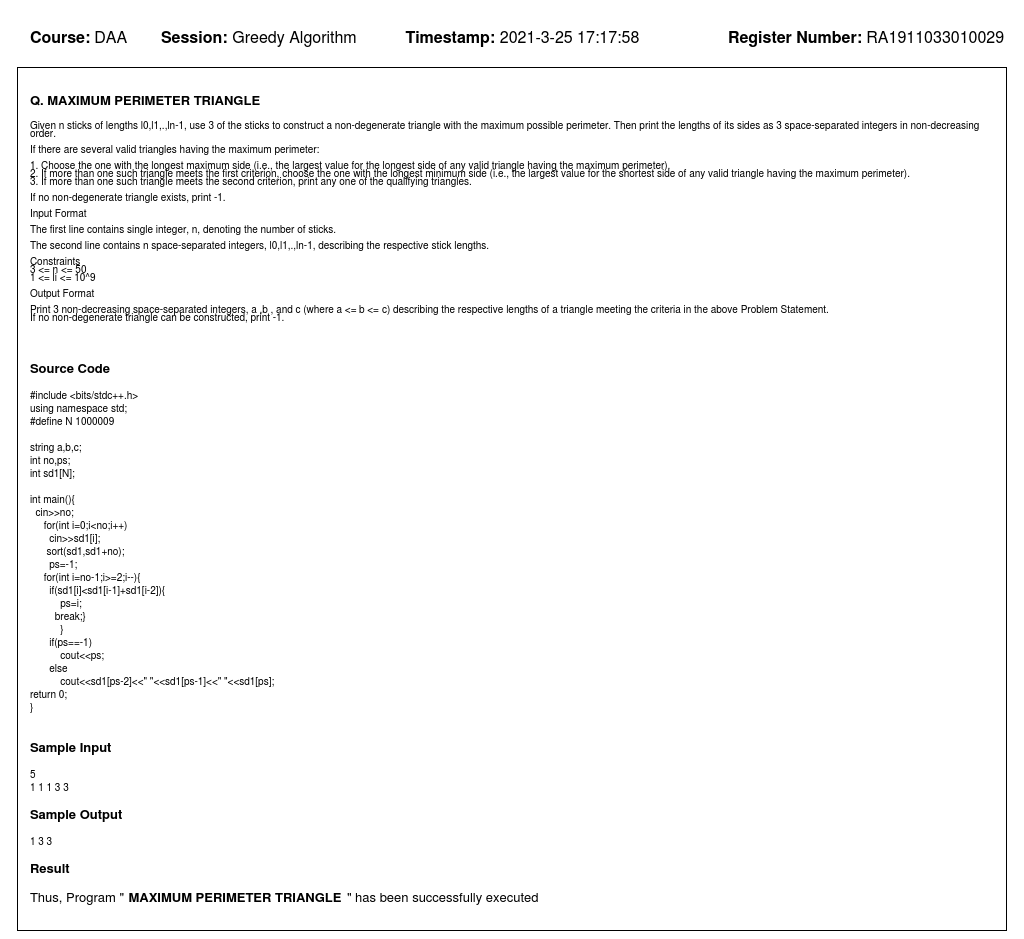 Course: DAA Session: Greedy Algorithm Timestamp: 2021-3-25 17:17:58 Register Number: RA1911033010029
Q. MAXIMUM PERIMETER TRIANGLE
Given n sticks of lengths l0,l1,.,ln-1, use 3 of the sticks to construct a non-degenerate triangle with the maximum possible perimeter. Then print the lengths of its sides as 3 space-separated integers in non-decreasing
order.
If there are several valid triangles having the maximum perimeter:
1. Choose the one with the longest maximum side (i.e., the largest value for the longest side of any valid triangle having the maximum perimeter).
2. If more than one such triangle meets the first criterion, choose the one with the longest minimum side (i.e., the largest value for the shortest side of any valid triangle having the maximum perimeter).
3. If more than one such triangle meets the second criterion, print any one of the qualifying triangles.
If no non-degenerate triangle exists, print -1.
Input Format
The first line contains single integer, n, denoting the number of sticks.
The second line contains n space-separated integers, l0,l1,.,ln-1, describing the respective stick lengths.
Constraints
3 <= n <= 50
1 <= li <= 10^9
Output Format
Print 3 non-decreasing space-separated integers, a ,b , and c (where a <= b <= c) describing the respective lengths of a triangle meeting the criteria in the above Problem Statement.
If no non-degenerate triangle can be constructed, print -1.
Source Code
#include <bits/stdc++.h>
using namespace std;
#define N 1000009
string a,b,c;
int no,ps;
int sd1[N];
int main(){
cin>>no;
for(int i=0;i<no;i++)
cin>>sd1[i];
sort(sd1,sd1+no);
ps=-1;
for(int i=no-1;i>=2;i--){
if(sd1[i]<sd1[i-1]+sd1[i-2]){
ps=i;
break;}
}
if(ps==-1)
cout<<ps;
else
cout<<sd1[ps-2]<<" "<<sd1[ps-1]<<" "<<sd1[ps];
return 0;
}
Sample Input
5
1 1 1 3 3
Sample Output
1 3 3
Result
Thus, Program " MAXIMUM PERIMETER TRIANGLE " has been successfully executed